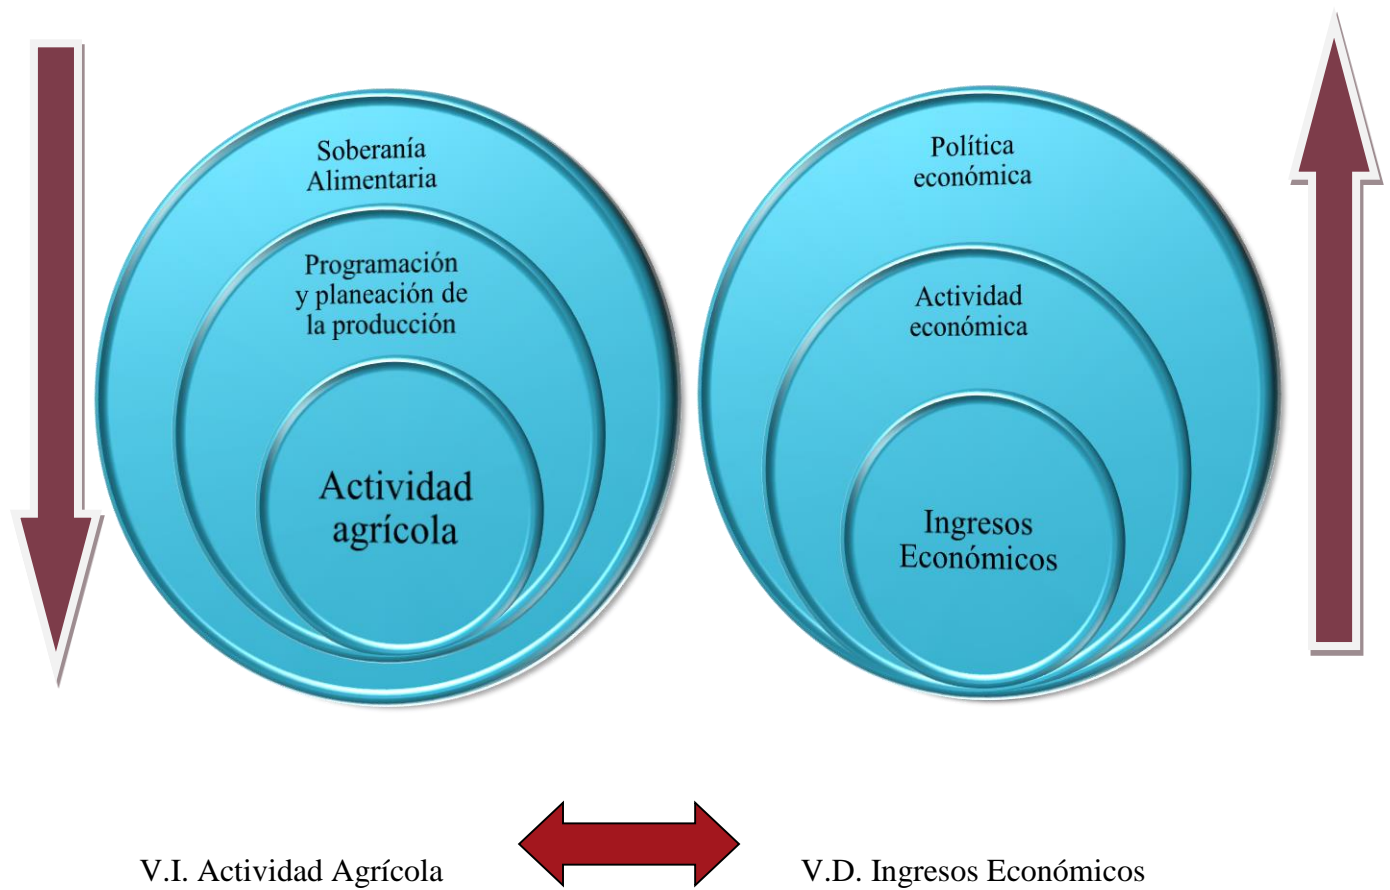 Soberanía
Alimentaria
Programación
y planeación de
la producción
Actividad
agrícola
Política
económica
Actividad
económica
Ingresos
Económicos
V.I. Actividad Agrícola
V.D. Ingresos Económicos